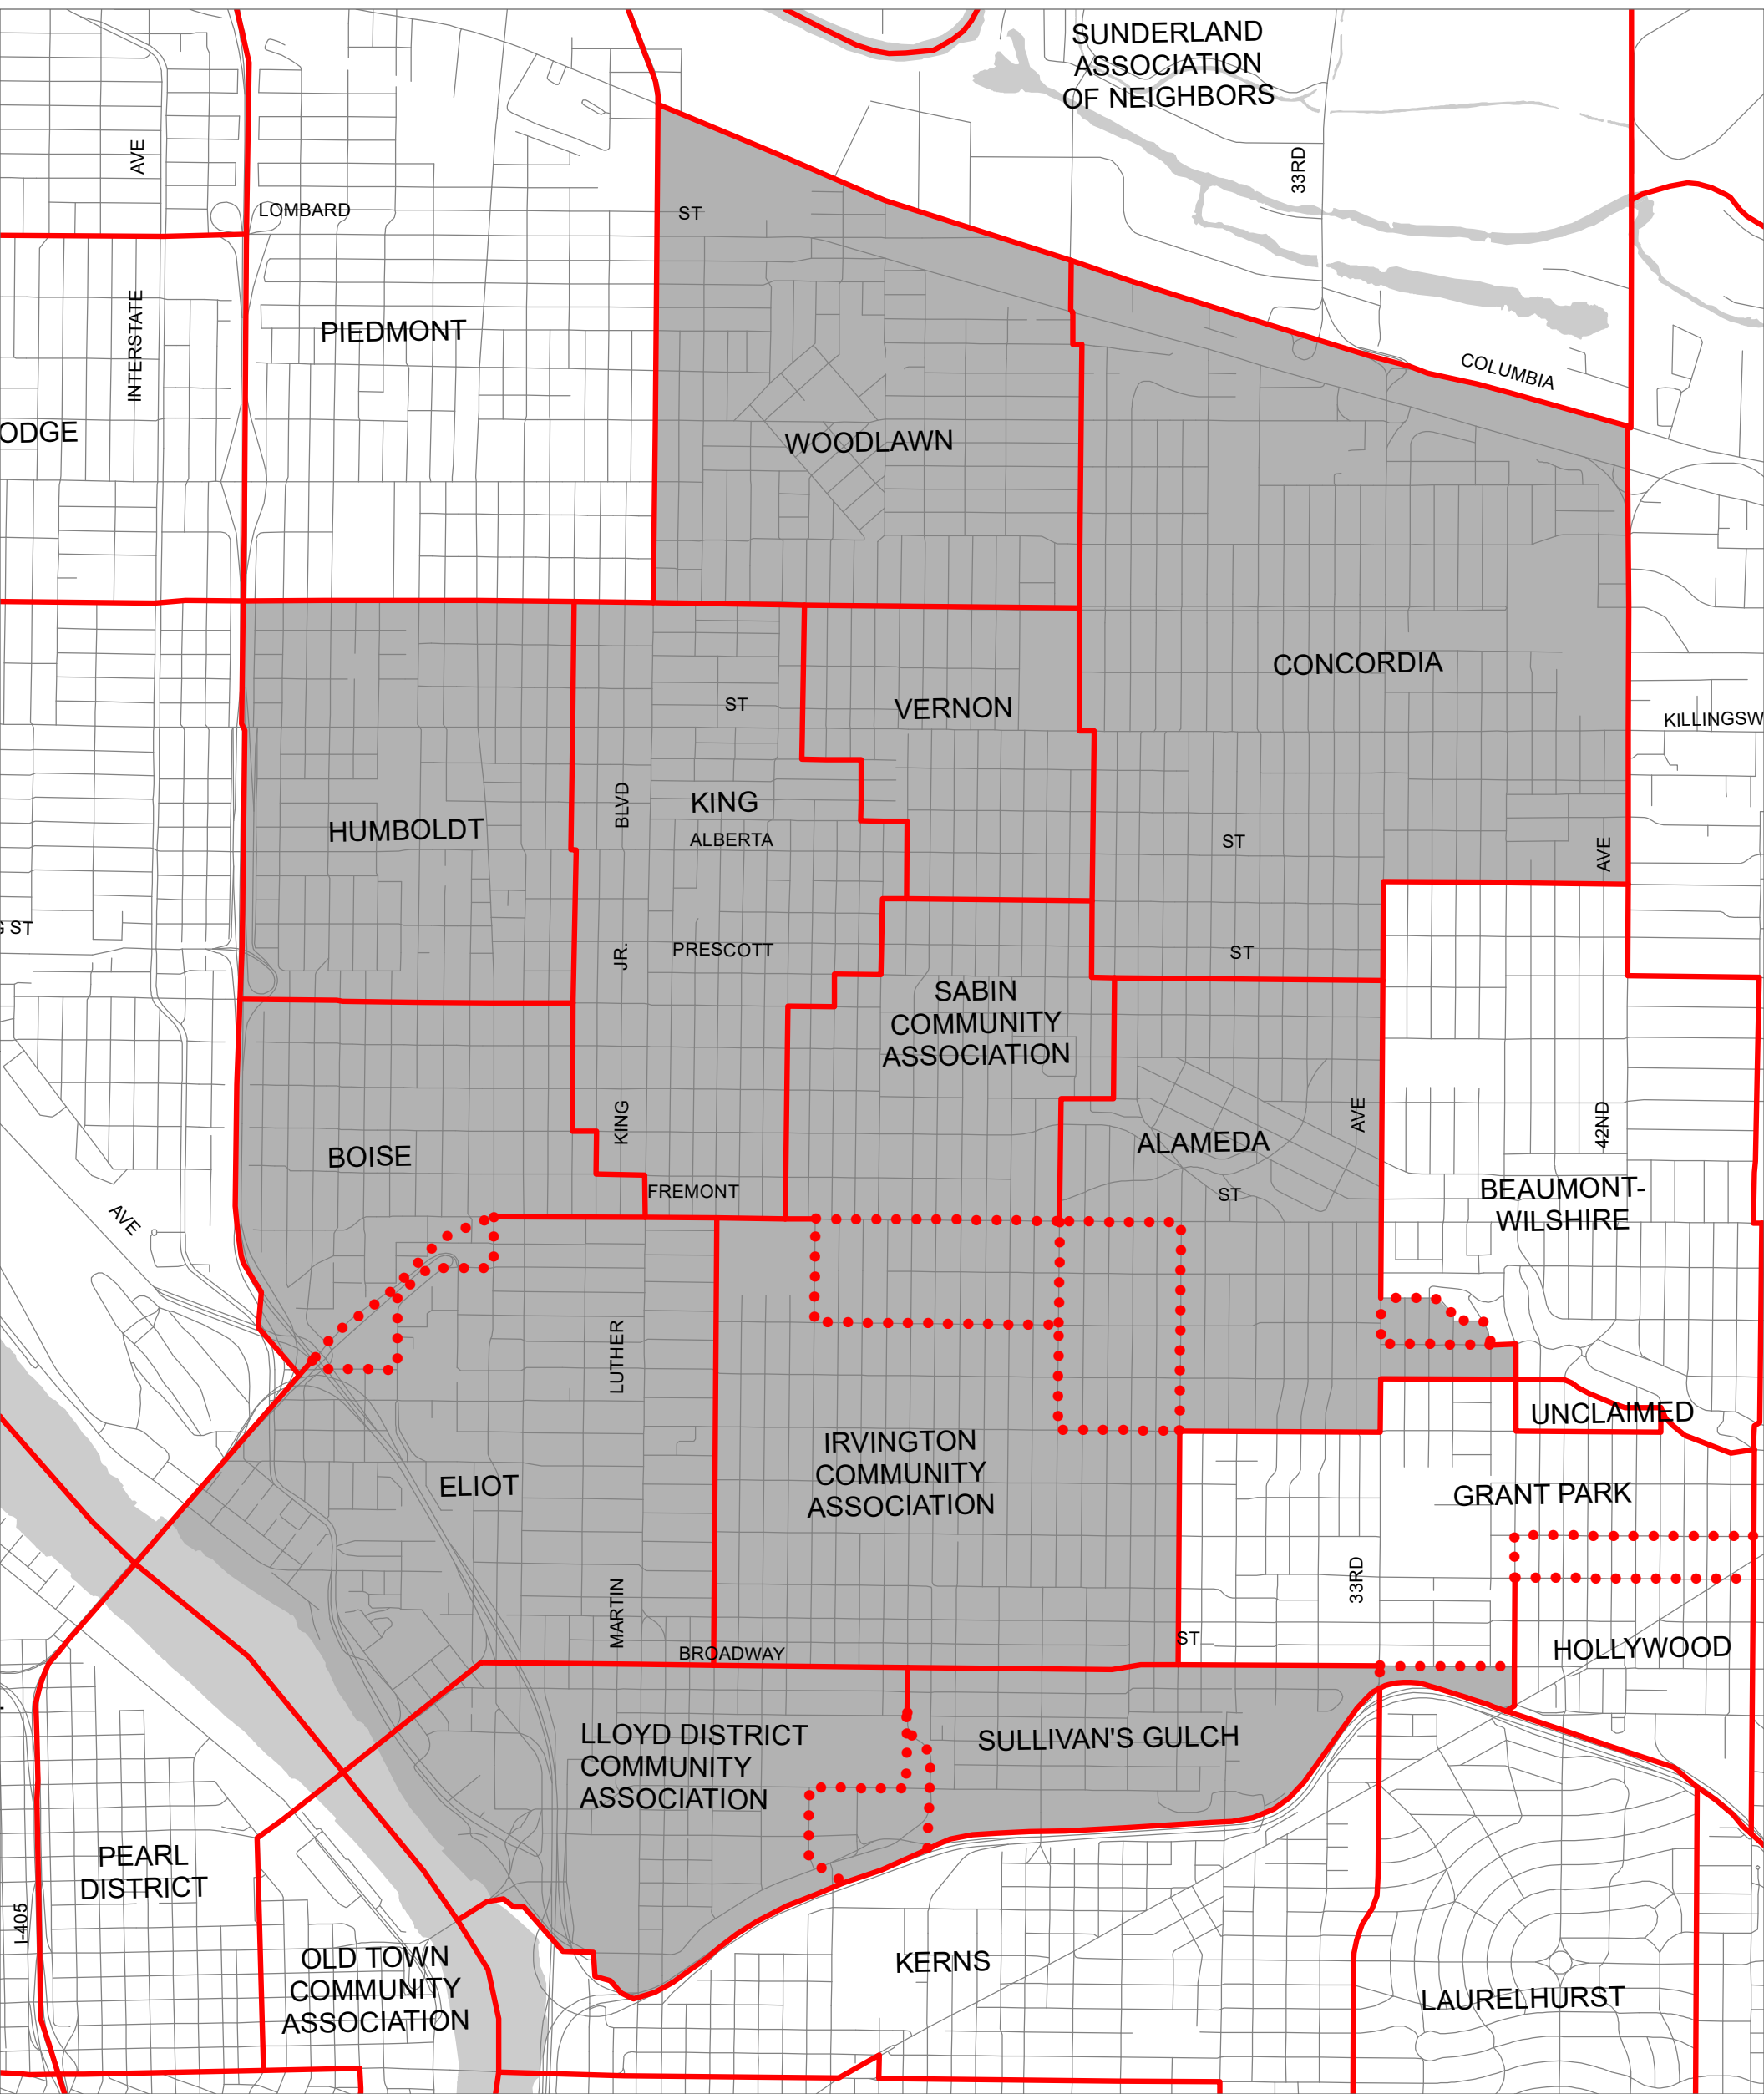 SUNDERLAND
ASSOCIATION
OF NEIGHBORS
AVE
33RD
LOMBARD
ST
INTERSTATE
PIEDMONT
COLUMBIA
ODGE
WOODLAWN
CONCORDIA
ST
VERNON
KILLINGSW
BLVD
KING
HUMBOLDT
ALBERTA
ST
AVE
G ST
JR.
PRESCOTT
ST
SABIN
COMMUNITY
ASSOCIATION
KING
AVE
42ND
BOISE
ALAMEDA
FREMONT
ST
BEAUMONT-
WILSHIRE
AVE
LUTHER
UNCLAIMED
IRVINGTON
COMMUNITY
ASSOCIATION
ELIOT
GRANT PARK
33RD
MARTIN
ST
BROADWAY
HOLLYWOOD
LLOYD DISTRICT
COMMUNITY
ASSOCIATION
SULLIVAN'S GULCH
PEARL
DISTRICT
I-405
OLD TOWN
COMMUNITY
ASSOCIATION
KERNS
LAURELHURST